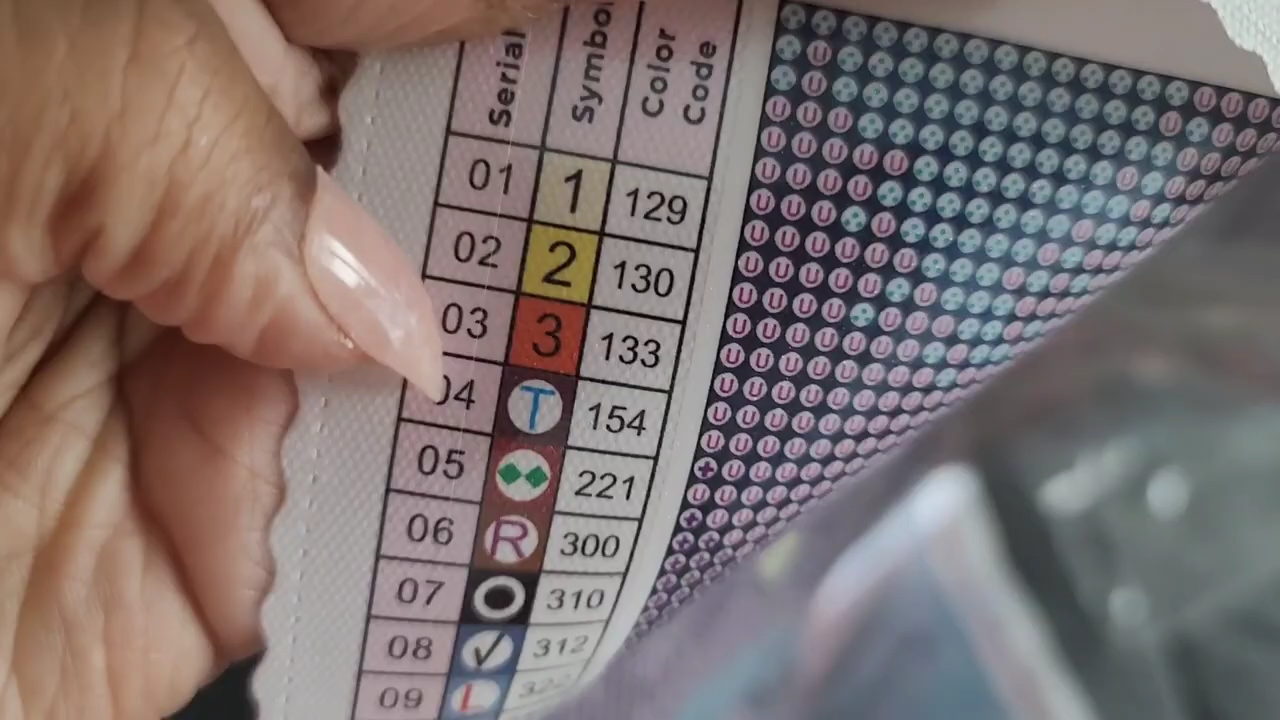 Serial Symbol Color Code
01 1 129
02 2 130
03 3 133
04 T 154
05 221
06 R 300
07 310
08 312
09 L